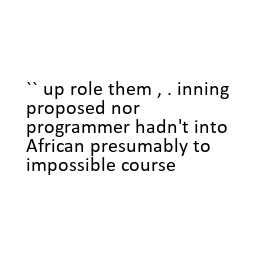 `` up role them , . inning
proposed nor
programmer hadn't into
African presumably to
impossible course